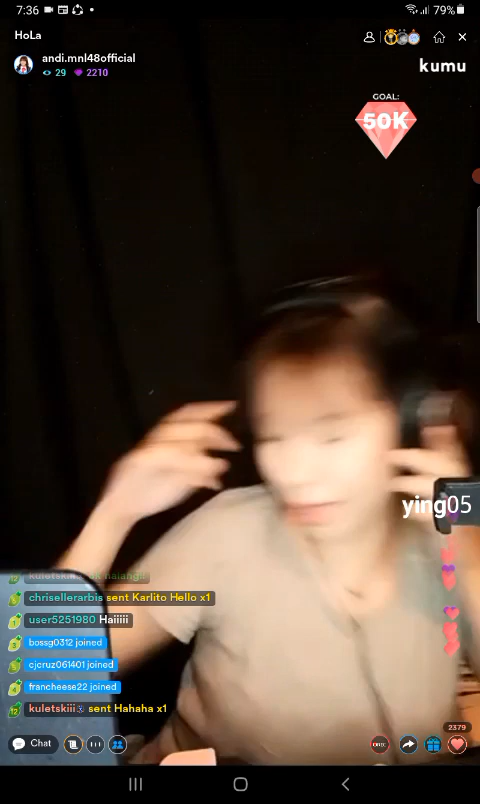 7:36
79%
HoLa
andi.mnl48official
29 2210
kumu
GOAL:
50K
ying05
chrisellerarbis sent Karlito Hello x1
user5251980 Haiiiii
bossg0312 joined
cjcruz061401 joined
francheese22 joined
kuletskiii sent Hahaha x1
2379
Chat